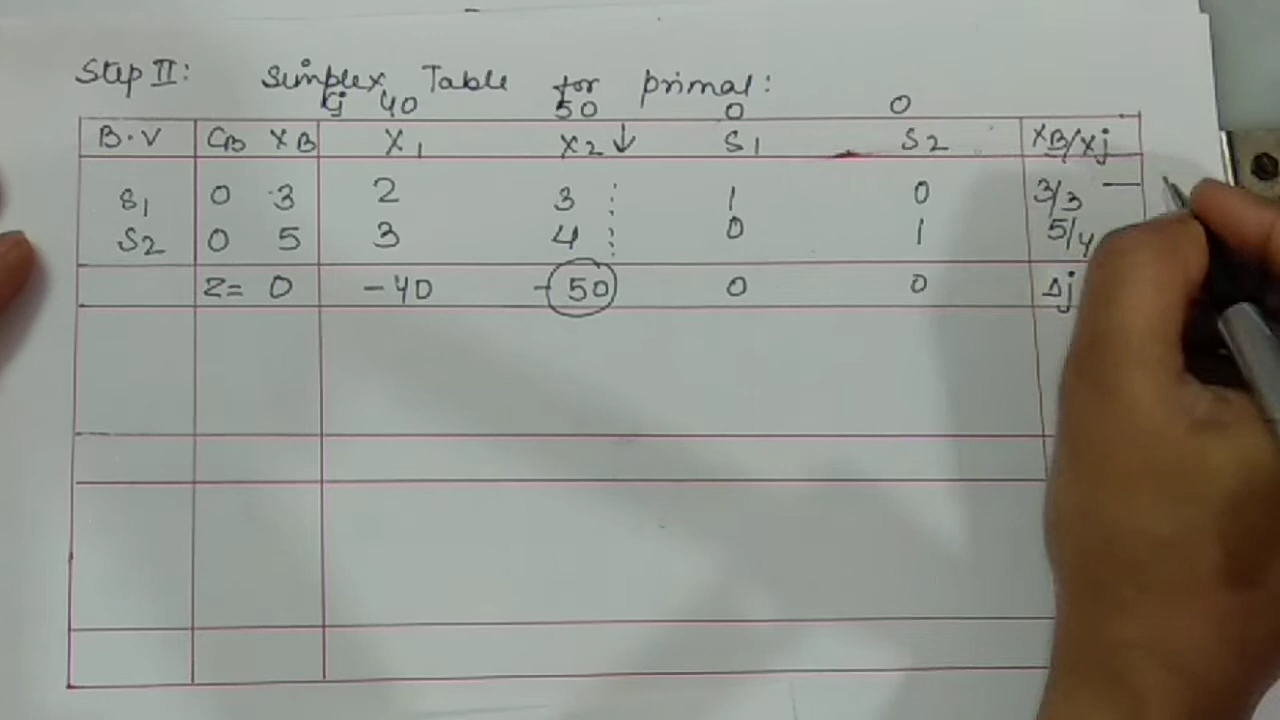 Step II: Simplex Table for primal:
Cj 40 50 0 0
B.V CB XB X1 X2 ↓ S1 S2 XB/Xj
S1 0 3 2 3 1 0 3/3 —
S2 0 5 3 4 0 1 5/4
Z= 0 -40 -50 0 0 Δj